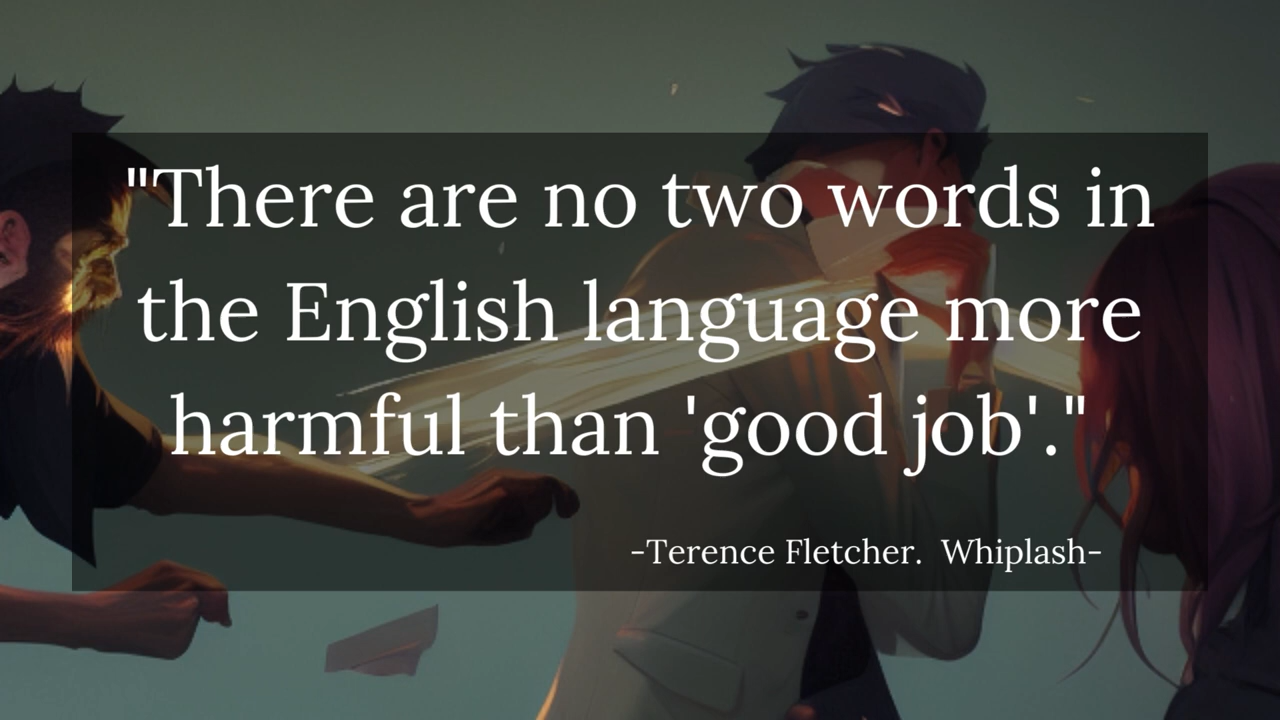 "There are no two words in
the English language more
harmful than 'good job'."
-Terence Fletcher.  Whiplash-